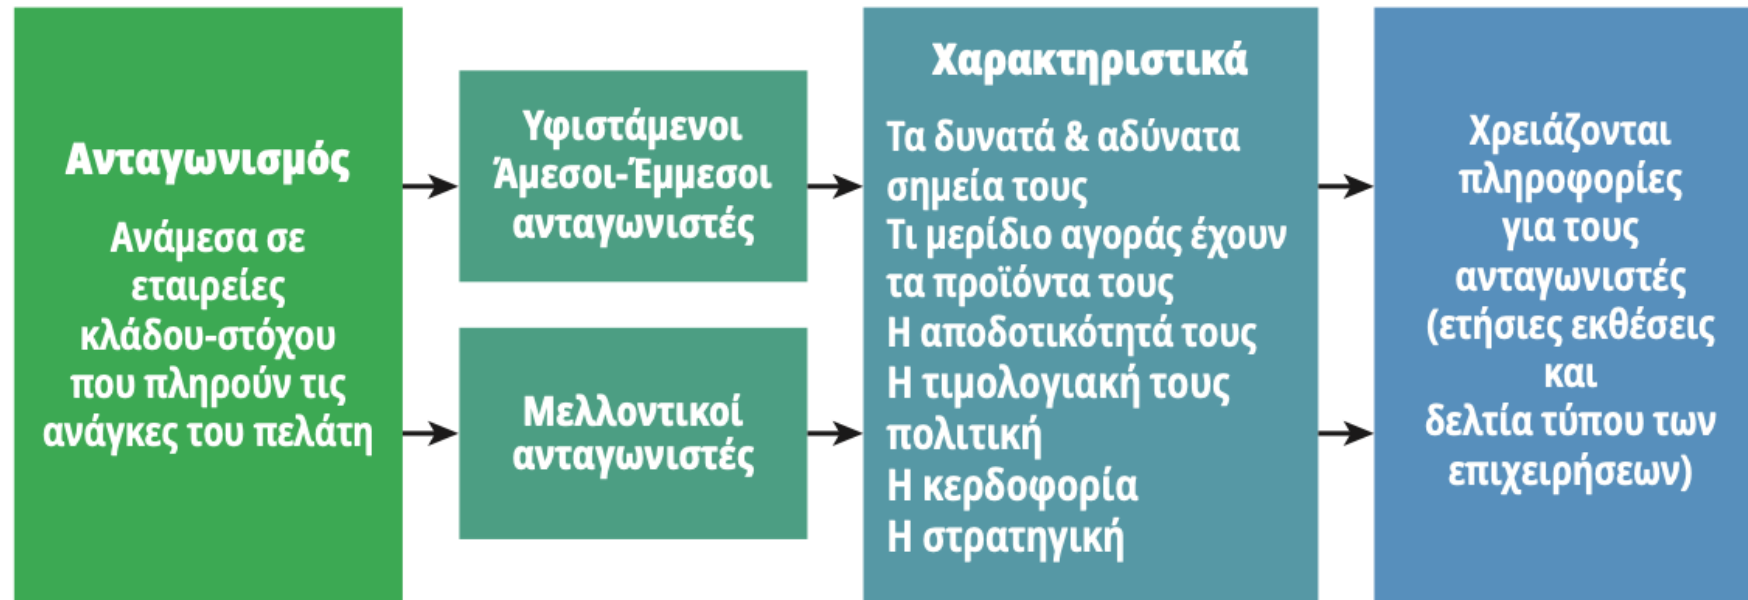 Ανταγωνισμός
Ανάμεσα σε
εταιρείες
κλάδου-στόχου
που πληρούν τις
ανάγκες του πελάτη
Υφιστάμενοι
Άμεσοι-Έμμεσοι
ανταγωνιστές
Μελλοντικοί
ανταγωνιστές
Χαρακτηριστικά
Τα δυνατά & αδύνατα
σημεία τους
Τι μερίδιο αγοράς έχουν
τα προϊόντα τους
Η αποδοτικότητά τους
Η τιμολογιακή τους
πολιτική
Η κερδοφορία
Η στρατηγική
Χρειάζονται
πληροφορίες
για τους
ανταγωνιστές
(ετήσιες εκθέσεις
και
δελτία τύπου των
επιχειρήσεων)